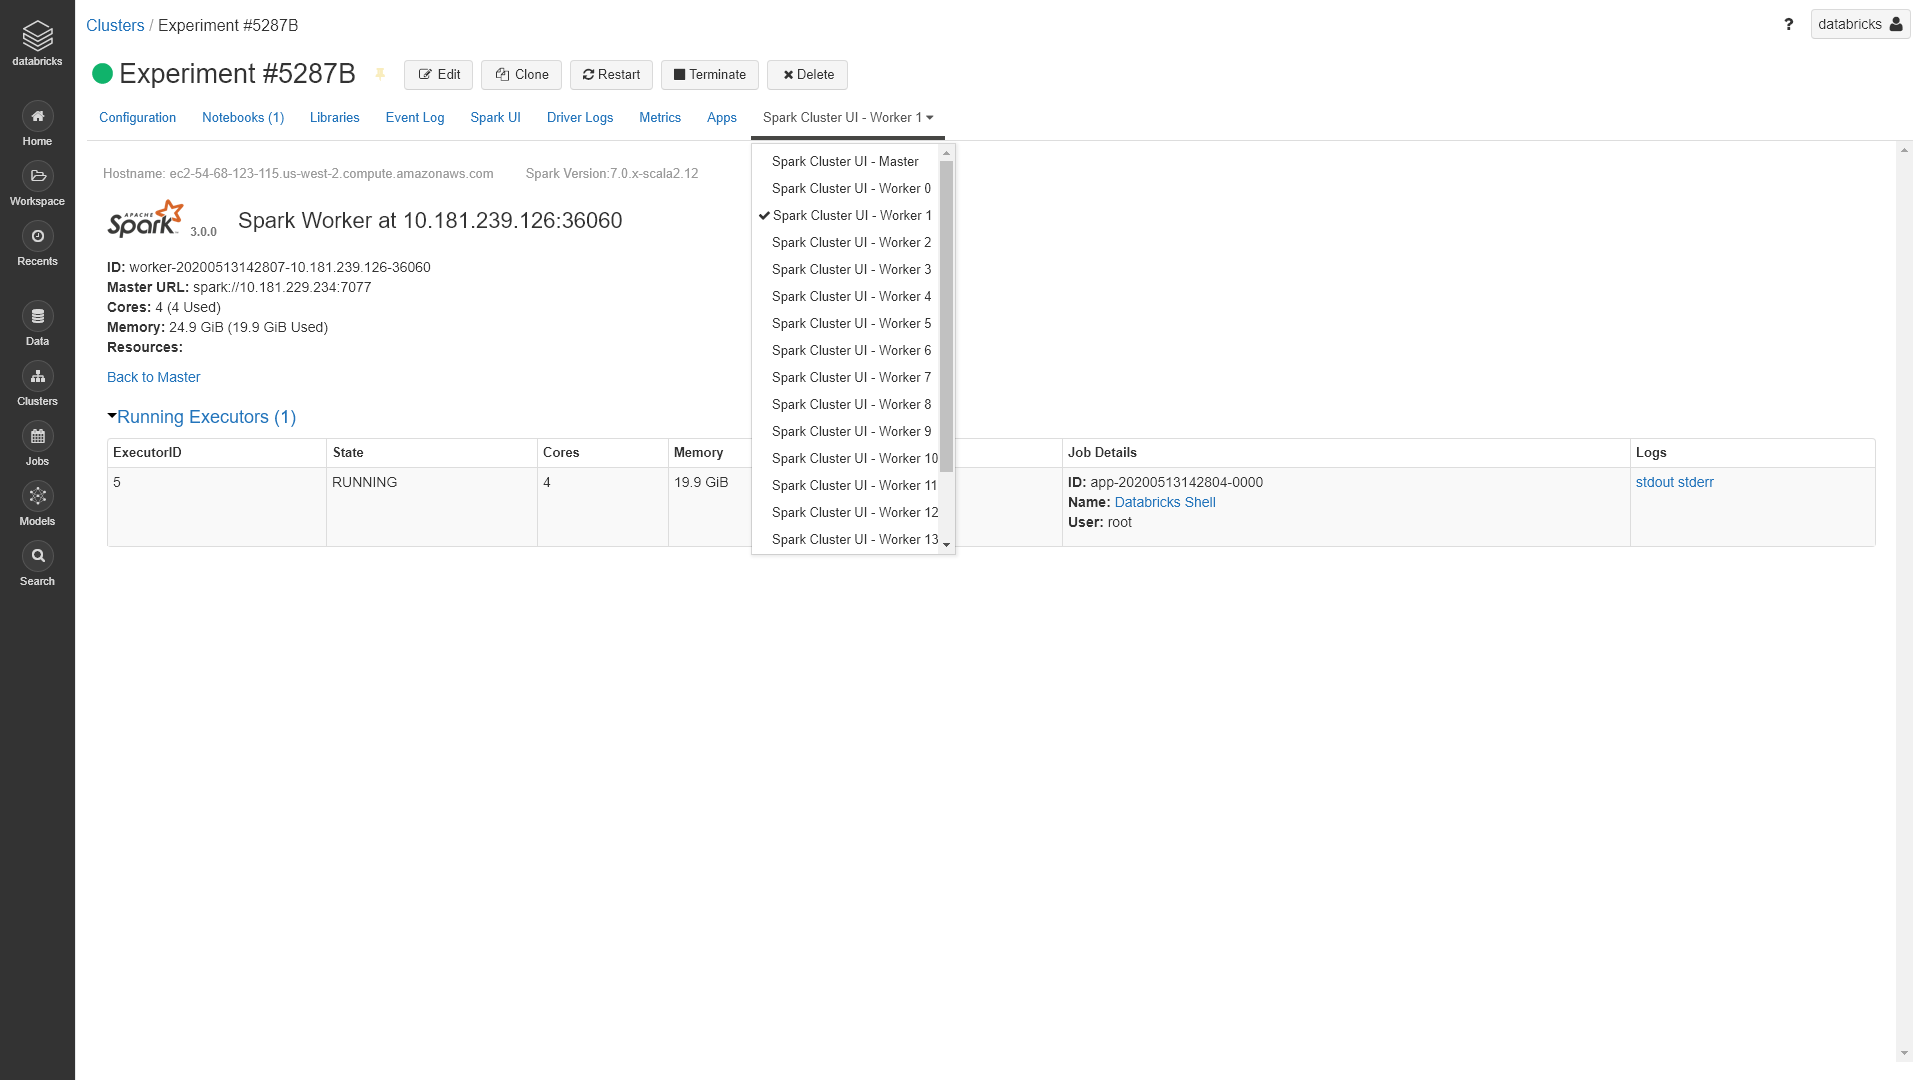 databricks
Home
Workspace
Recents
Data
Clusters
Jobs
Models
Search
Clusters / Experiment #5287B
? databricks
Experiment #5287B Edit Clone Restart Terminate Delete
Configuration Notebooks (1) Libraries Event Log Spark UI Driver Logs Metrics Apps Spark Cluster UI - Worker 1
Spark Cluster UI - Master
Spark Cluster UI - Worker 0
Spark Cluster UI - Worker 1
Spark Cluster UI - Worker 2
Spark Cluster UI - Worker 3
Spark Cluster UI - Worker 4
Spark Cluster UI - Worker 5
Spark Cluster UI - Worker 6
Spark Cluster UI - Worker 7
Spark Cluster UI - Worker 8
Spark Cluster UI - Worker 9
Spark Cluster UI - Worker 10
Spark Cluster UI - Worker 11
Spark Cluster UI - Worker 12
Spark Cluster UI - Worker 13
Hostname: ec2-54-68-123-115.us-west-2.compute.amazonaws.com Spark Version:7.0.x-scala2.12
APACHE
Spark 3.0.0 Spark Worker at 10.181.239.126:36060
ID: worker-20200513142807-10.181.239.126-36060
Master URL: spark://10.181.229.234:7077
Cores: 4 (4 Used)
Memory: 24.9 GiB (19.9 GiB Used)
Resources:
Back to Master
Running Executors (1)
ExecutorID State Cores Memory Job Details Logs
5 RUNNING 4 19.9 GiB ID: app-20200513142804-0000 stdout stderr
Name: Databricks Shell
User: root